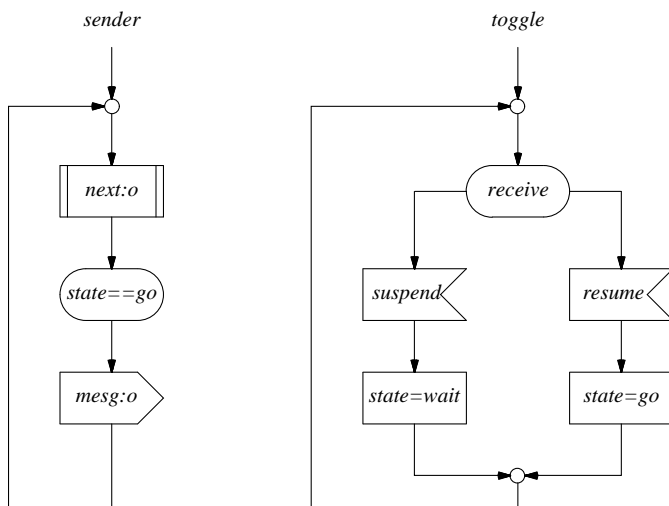 sender
toggle
next:o
receive
state==go
suspend
resume
mesg:o
state=wait
state=go